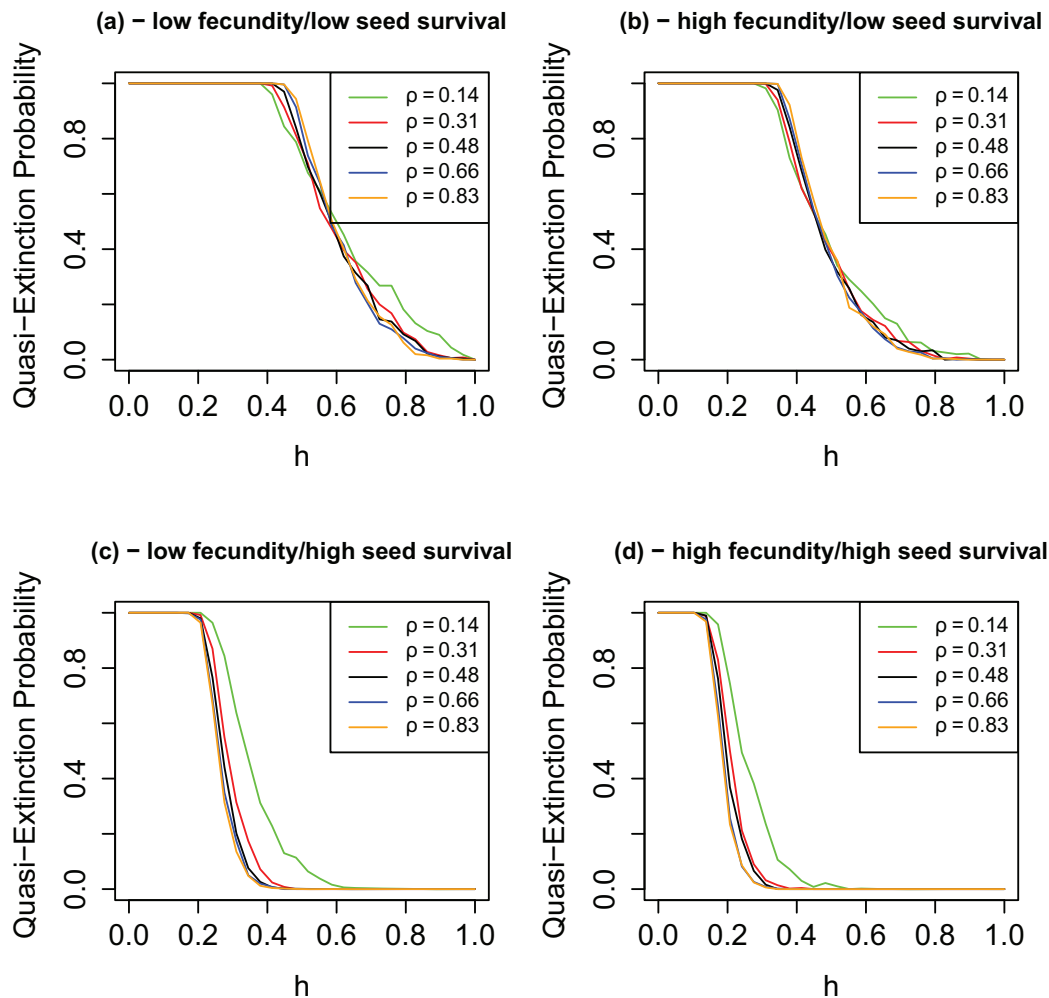 (a) − low fecundity/low seed survival
Quasi−Extinction Probability
0.0 0.4 0.8
ρ = 0.14
ρ = 0.31
ρ = 0.48
ρ = 0.66
ρ = 0.83
0.0 0.2 0.4 0.6 0.8 1.0
h
(b) − high fecundity/low seed survival
Quasi−Extinction Probability
0.0 0.4 0.8
ρ = 0.14
ρ = 0.31
ρ = 0.48
ρ = 0.66
ρ = 0.83
0.0 0.2 0.4 0.6 0.8 1.0
h
(c) − low fecundity/high seed survival
Quasi−Extinction Probability
0.0 0.4 0.8
ρ = 0.14
ρ = 0.31
ρ = 0.48
ρ = 0.66
ρ = 0.83
0.0 0.2 0.4 0.6 0.8 1.0
h
(d) − high fecundity/high seed survival
Quasi−Extinction Probability
0.0 0.4 0.8
ρ = 0.14
ρ = 0.31
ρ = 0.48
ρ = 0.66
ρ = 0.83
0.0 0.2 0.4 0.6 0.8 1.0
h